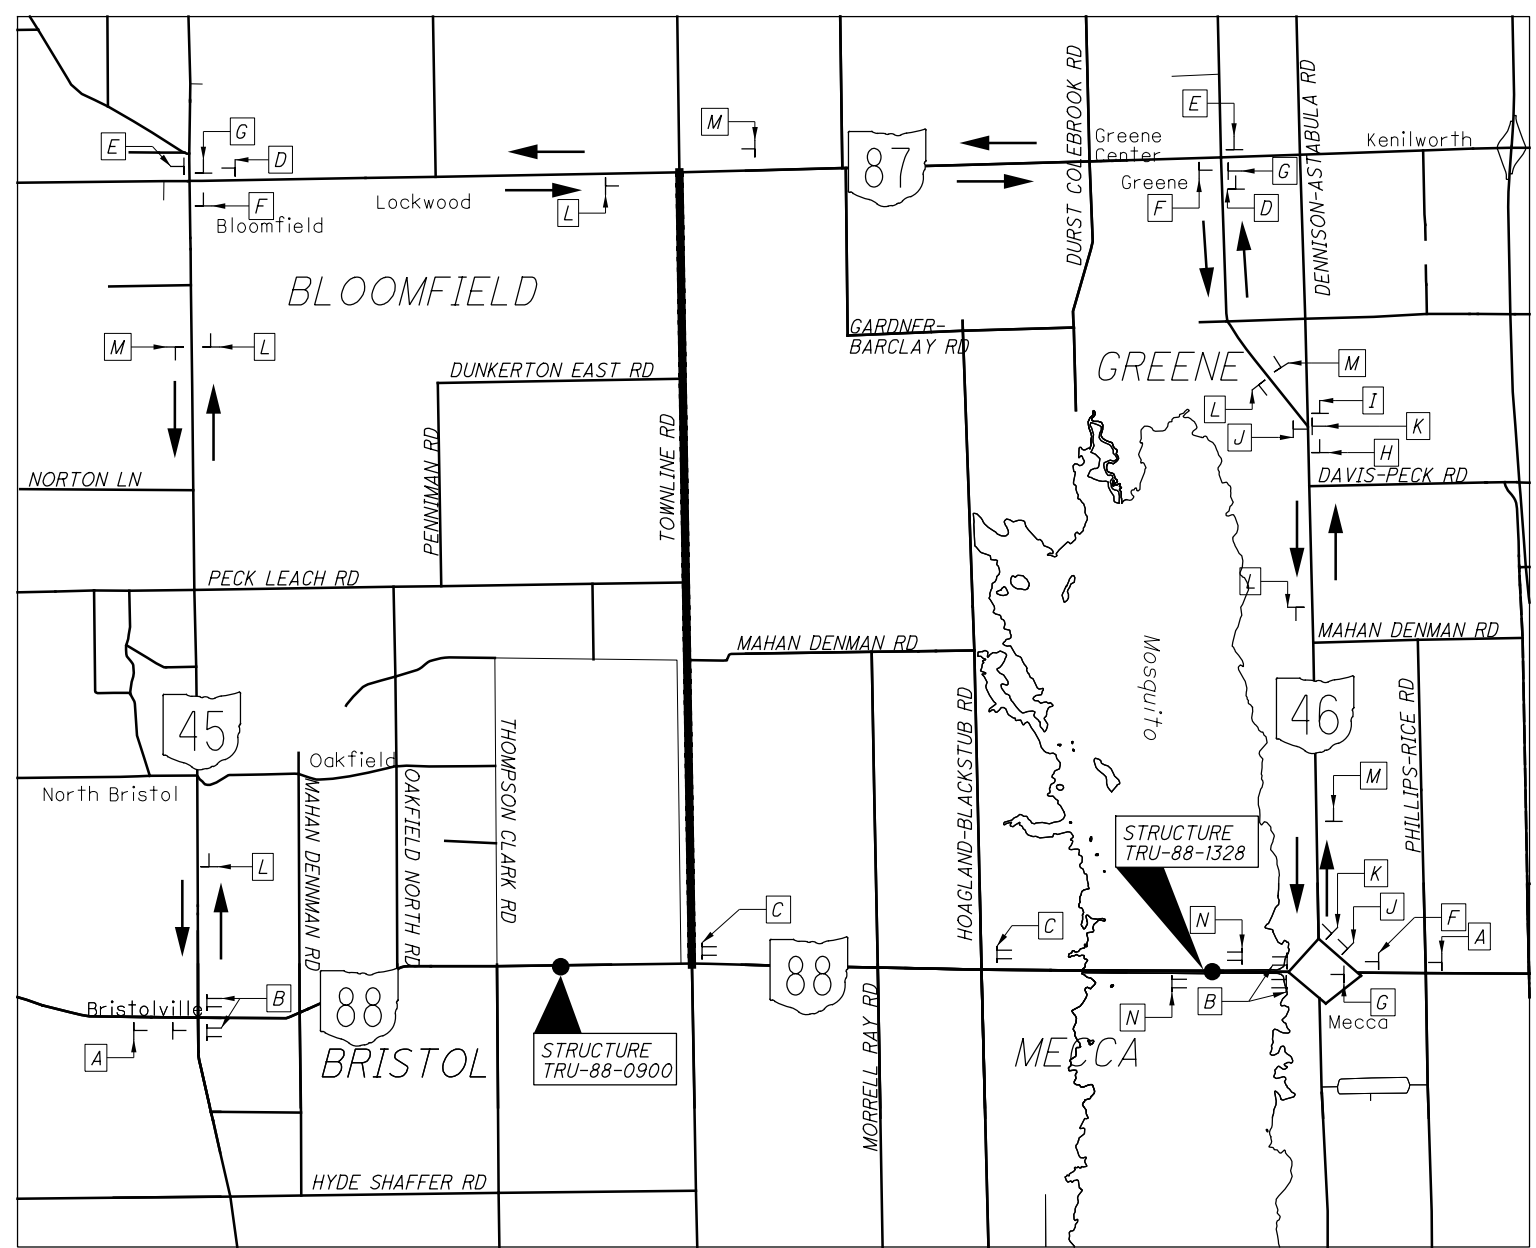 E
G
D
M
E
DURST COLEBROOK RD
DENNISON-ASTABULA RD
Greene
Center
Kenilworth
87
Greene
G
F
D
F
Bloomfield
Lockwood
L
BLOOMFIELD
M
L
GARDNER-
BARCLAY RD
GREENE
M
L
I
J
K
H
DUNKERTON EAST RD
PENNIMAN RD
TOWNLINE RD
NORTON LN
DAVIS-PECK RD
PECK LEACH RD
L
MAHAN DENMAN RD
MAHAN DENMAN RD
Mosquito
45
46
HOAGLAND-BLACKSTUB RD
PHILLIPS-RICE RD
THOMPSON CLARK RD
Oakfield
North Bristol
MAHAN DENNMAN RD
OAKFIELD NORTH RD
M
STRUCTURE
TRU-88-1328
L
K
J
F
A
C
C
N
88
88
B
Bristolville
A
N
B
G
Mecca
MORRELL RAY RD
STRUCTURE
TRU-88-0900
BRISTOL
MECCA
HYDE SHAFFER RD